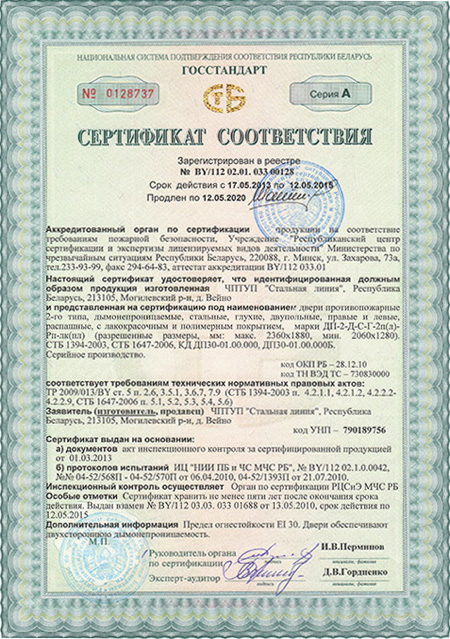 НАЦИОНАЛЬНАЯ СИСТЕМА ПОДТВЕРЖДЕНИЯ СООТВЕТСТВИЯ РЕСПУБЛИКИ БЕЛАРУСЬ
ГОССТАНДАРТ
№ 0128737
СТБ
Серия А
СЕРТИФИКАТ СООТВЕТСТВИЯ
Зарегистрирован в реестре
№ BY/112 02.01. 033 00128
Срок действия с 17.05.2013 по 12.05.2015
Продлен по 12.05.2020
Аккредитованный орган по сертификации продукции на соответствие
требованиям пожарной безопасности, Учреждение "Республиканский центр
сертификации и экспертизы лицензируемых видов деятельности" Министерства по
чрезвычайным ситуациям Республики Беларусь, 220088, г. Минск, ул. Захарова, 73а,
тел.233-93-99, факс 294-64-83, аттестат аккредитации BY/112 033.01
Настоящий сертификат удостоверяет, что идентифицированная должным
образом продукция изготовленная ЧПТУП "Стальная линия", Республика
Беларусь, 213105, Могилевский р-н, д. Вейно
и представленная на сертификацию под наименованием: двери противопожарные
2-го типа, дымонепроницаемые, стальные, глухие, двупольные, правые и левые,
распашные, с лакокрасочным и полимерным покрытием, марки ДП-2-Д-С-Г-2п(л)-
Рп-лп(пл) (разрешенные размеры, мм: max. 2360х1880, min. 2060х1280).
СТБ 1394-2003, СТБ 1647-2006, КД ДП30-01.00.000, ДП30-01.00.000Б.
Серийное производство.
код ОКП РБ - 28.12.10
код ТН ВЭД ТС – 730830000
соответствует требованиям технических нормативных правовых актов:
ТР 2009/013/BY ст. 5 п. 2.6, 3.5.1, 3.6.7, 7.9 (СТБ 1394-2003 п. 4.2.1.1, 4.2.1.2, 4.2.2.2-
4.2.2.9, СТБ 1647-2006 п. 5.1, 5.2, 5.3, 5.4, 5.6)
Заявитель (изготовитель, продавец) ЧПТУП "Стальная линия", Республика
Беларусь, 213105, Могилевский р-н, д. Вейно
код УНП – 790189756
Сертификат выдан на основании:
а) документов акт инспекционного контроля за сертифицированной продукцией
от 01.03.2013
б) протоколов испытаний ИЦ "НИИ ПБ и ЧС МЧС РБ", № BY/112 02.1.0.0042,
№№ 04-52/568П - 04-52/570П от 06.04.2010, 04-52/1393П от 21.07.2010.
Инспекционный контроль осуществляет Орган по сертификации РЦСиЭ МЧС РБ
Особые отметки Сертификат хранить не менее пяти лет после окончания срока
действия. Выдан взамен № BY/112 03.03. 033 01688 от 13.05.2010, срок действия по
12.05.2015
Дополнительная информация Предел огнестойкости EI 30. Двери обеспечивают
двухстороннюю дымонепроницаемость.
М.П.
Руководитель органа
по сертификации
И.В.Перминов
Эксперт-аудитор
подпись
Д.В.Гордиенко